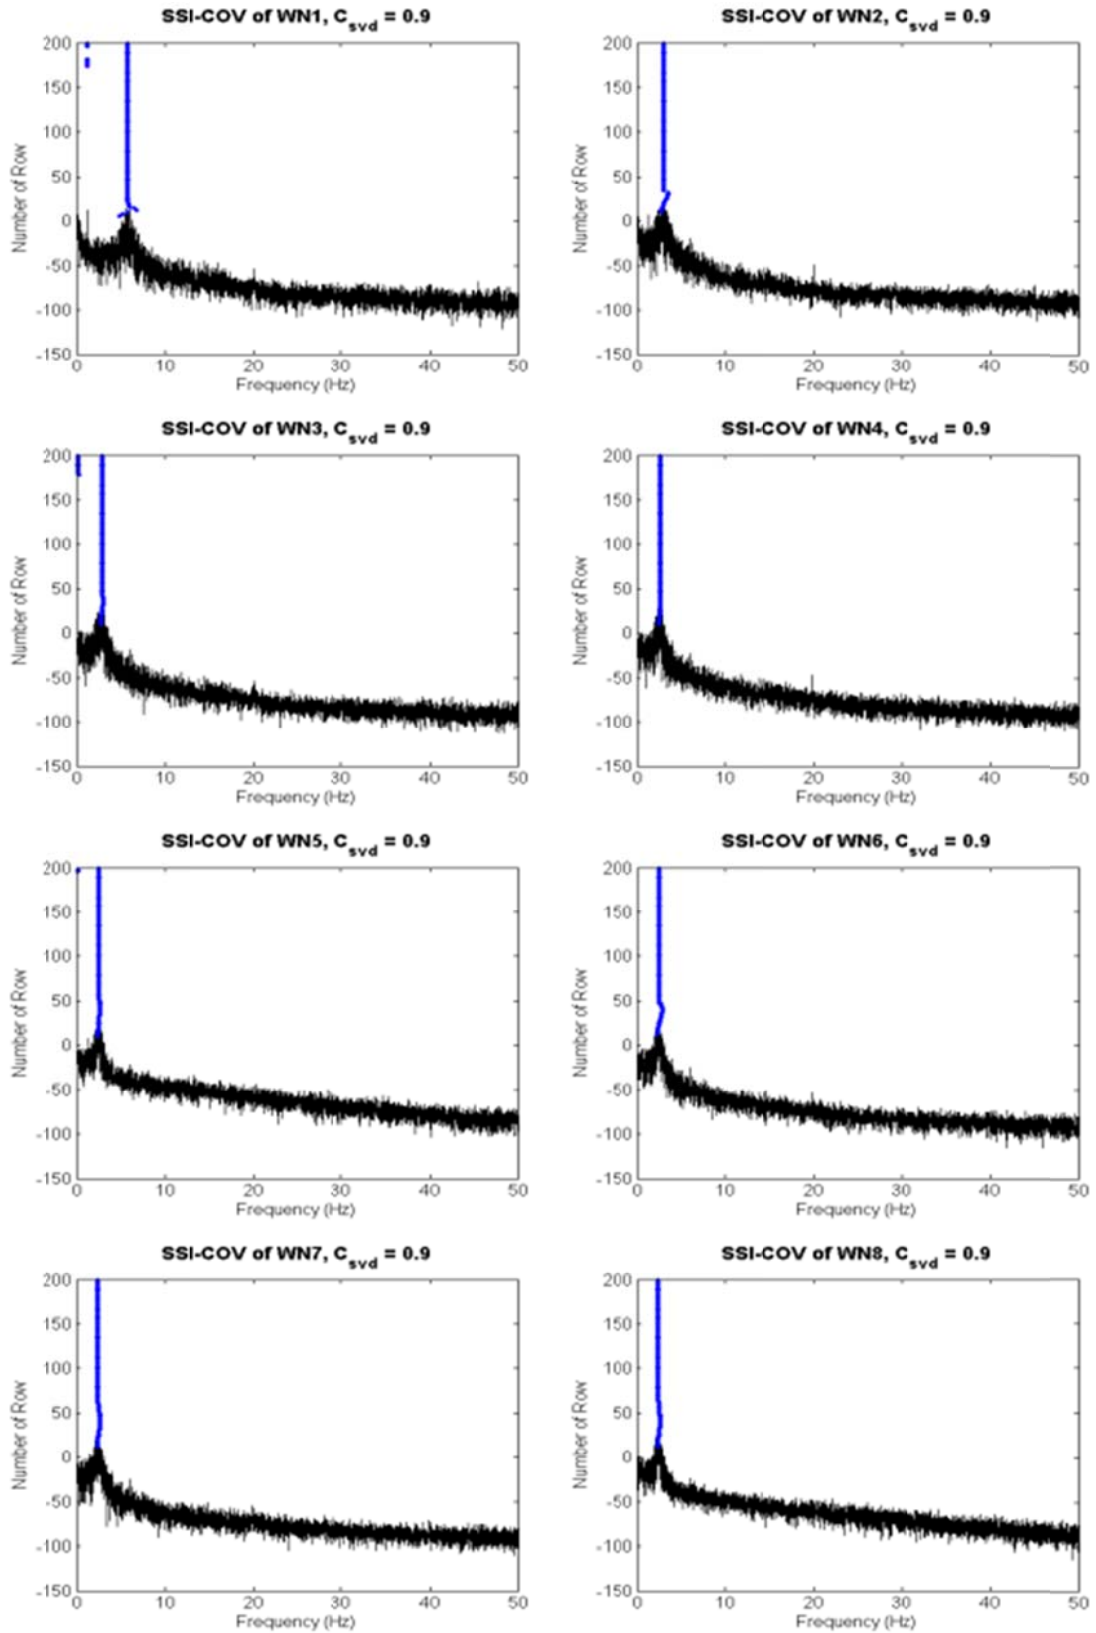 SSI-COV of WN1, Csvd = 0.9
SSI-COV of WN2, Csvd = 0.9
200
150
100
50
0
-50
-100
-150
Number of Row
0 10 20 30 40 50
Frequency (Hz)
200
150
100
50
0
-50
-100
-150
Number of Row
0 10 20 30 40 50
Frequency (Hz)
SSI-COV of WN3, Csvd = 0.9
SSI-COV of WN4, Csvd = 0.9
200
150
100
50
0
-50
-100
-150
Number of Row
0 10 20 30 40 50
Frequency (Hz)
200
150
100
50
0
-50
-100
-150
Number of Row
0 10 20 30 40 50
Frequency (Hz)
SSI-COV of WN5, Csvd = 0.9
SSI-COV of WN6, Csvd = 0.9
200
150
100
50
0
-50
-100
-150
Number of Row
0 10 20 30 40 50
Frequency (Hz)
200
150
100
50
0
-50
-100
-150
Number of Row
0 10 20 30 40 50
Frequency (Hz)
SSI-COV of WN7, Csvd = 0.9
SSI-COV of WN8, Csvd = 0.9
200
150
100
50
0
-50
-100
-150
Number of Row
0 10 20 30 40 50
Frequency (Hz)
200
150
100
50
0
-50
-100
-150
Number of Row
0 10 20 30 40 50
Frequency (Hz)